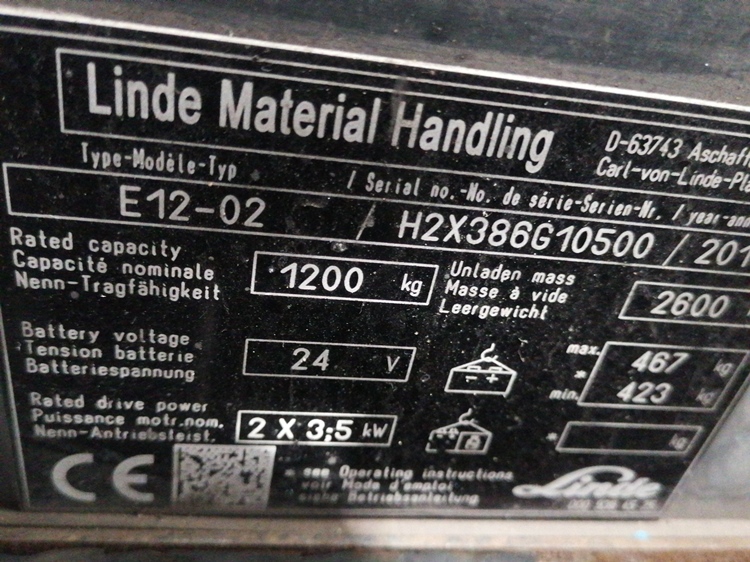 Linde Material Handling
D-63743 Aschaff
Carl-von-Linde-Pl
Type-Modèle-Typ / Serial no.-No. de série-Serien-Nr. / year-an
E12-02 / H2X386G10500 / 201
Rated capacity
Capacité nominale
Nenn-Tragfähigkeit
1200 kg
Unladen mass
Masse à vide
Leergewicht
2600
Battery voltage
Tension batterie
Batteriespannung
24 V
- +
max. 467 kg
*
min. 423 kg
Rated drive power
Puissance motr.nom.
Nenn-Antriebsleist.
2 X 3,5 kW
* kg
CE
* see Operating instructions
voir Mode d'emploi
siehe Betriebsanleitung
Linde